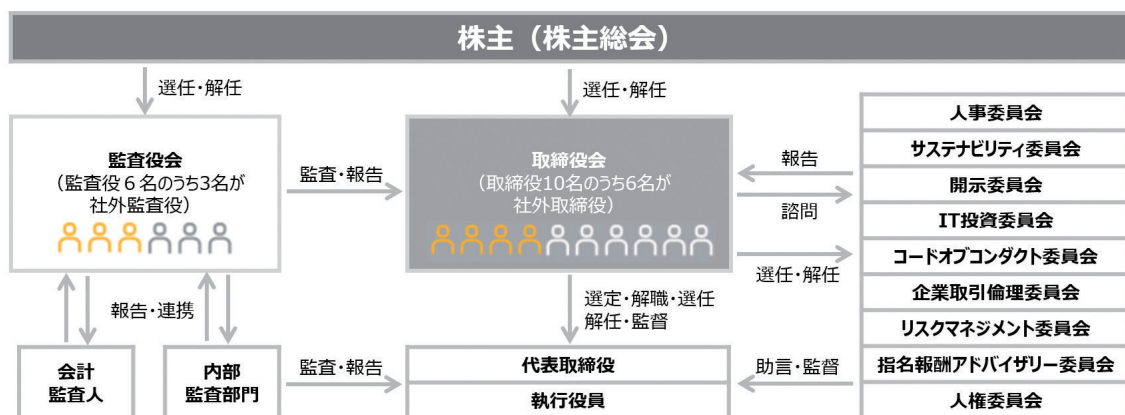 株主（株主総会）
選任・解任
選任・解任
監査役会
（監査役６名のうち3名が
社外監査役）
監査・報告
取締役会
（取締役10名のうち6名が
社外取締役）
報告
諮問
選任・解任
人事委員会
サステナビリティ委員会
開示委員会
IT投資委員会
コードオブコンダクト委員会
企業取引倫理委員会
リスクマネジメント委員会
指名報酬アドバイザリー委員会
人権委員会
報告・連携
選定・解職・選任
解任・監督
会計
監査人
内部
監査部門
監査・報告
代表取締役
執行役員
助言・監督